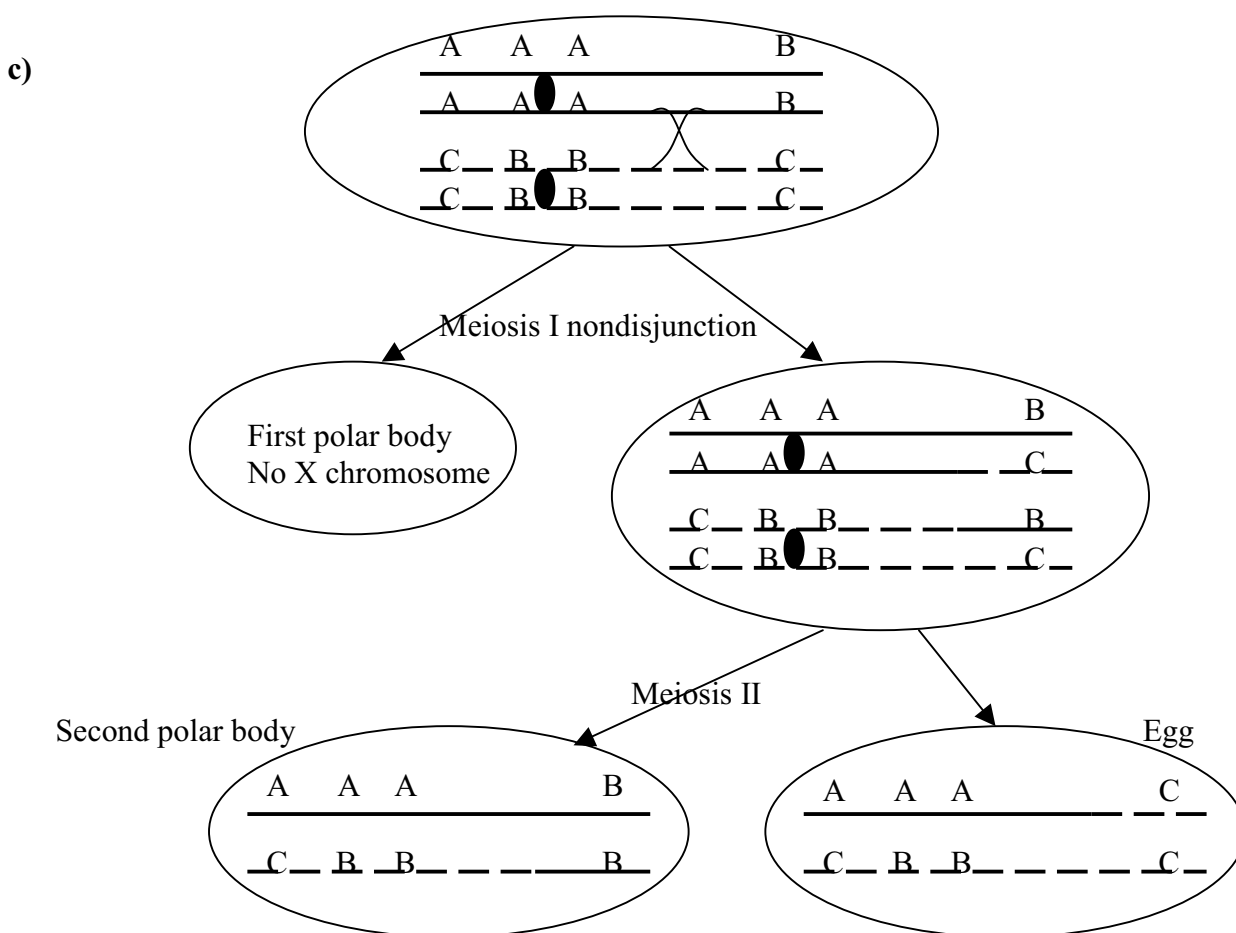 c)
A A A B
A A A B
C B B C
C B B C
Meiosis I nondisjunction
First polar body
No X chromosome
A A A B
A A A C
C B B B
C B B C
Meiosis II
Second polar body
A A A B
C B B B
Egg
A A A C
C B B C